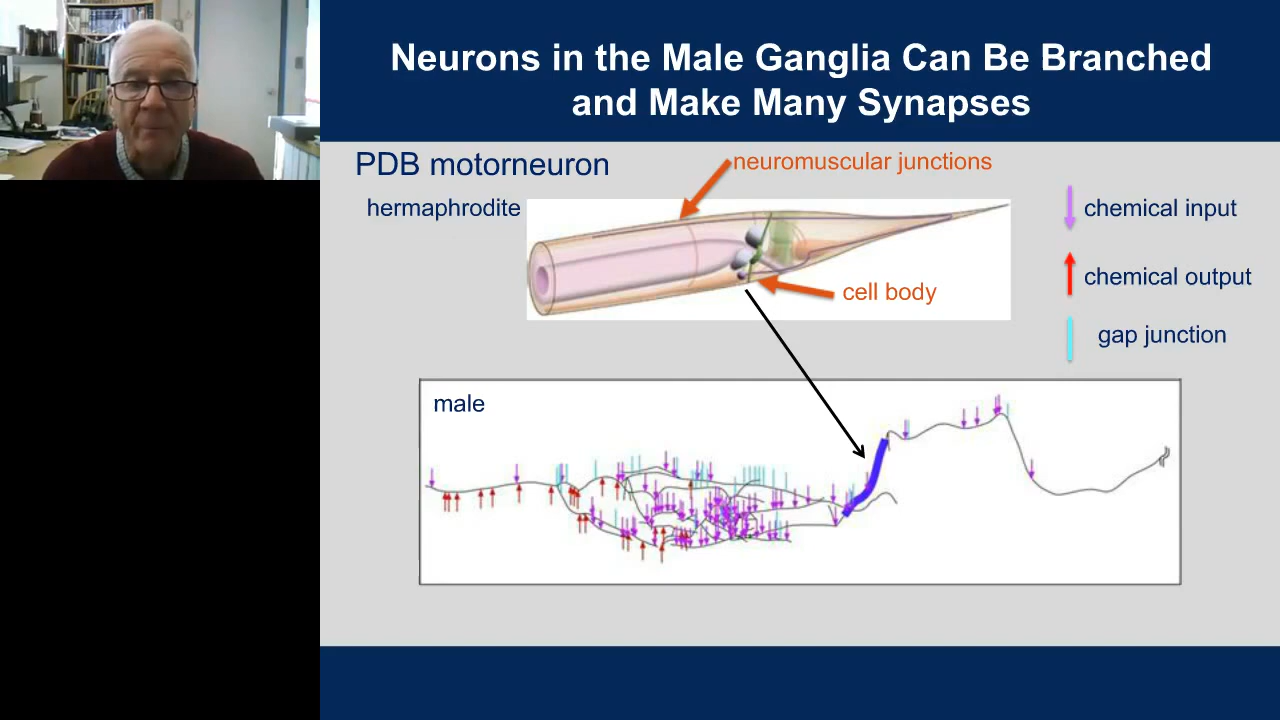 Neurons in the Male Ganglia Can Be Branched
and Make Many Synapses
PDB motorneuron
neuromuscular junctions
hermaphrodite
chemical input
chemical output
cell body
gap junction
male